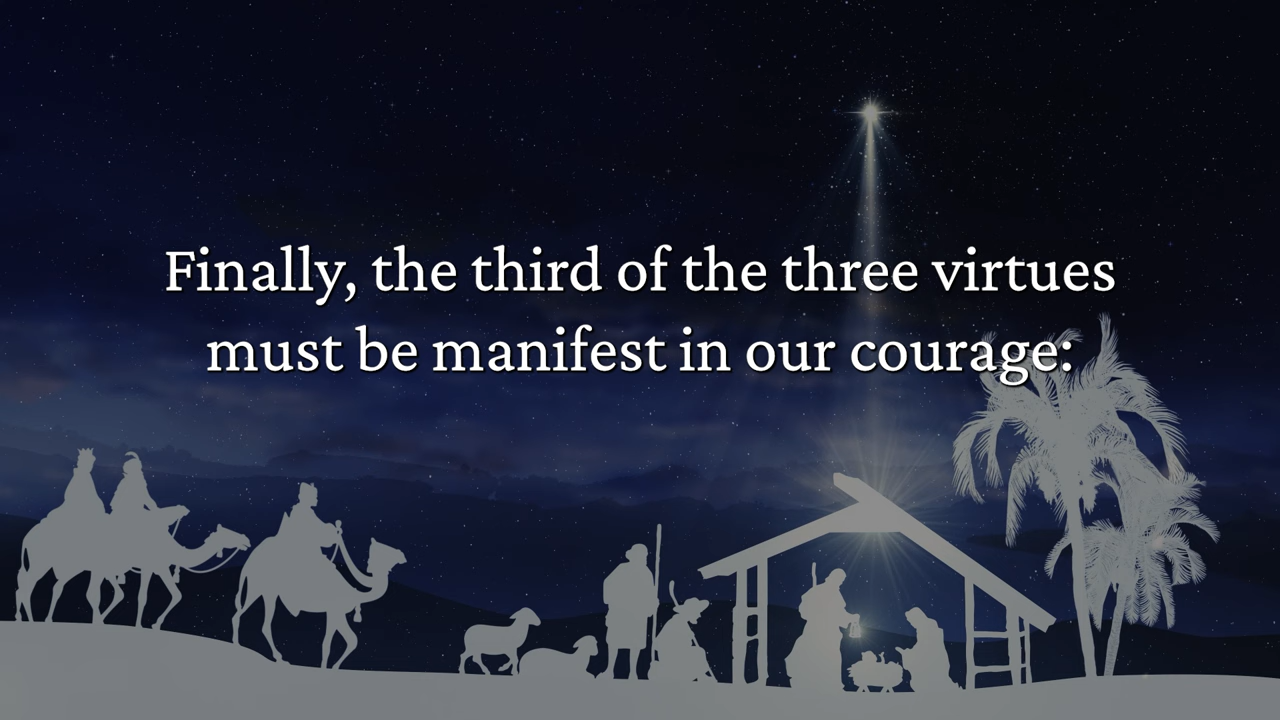 Finally, the third of the three virtues
must be manifest in our courage: